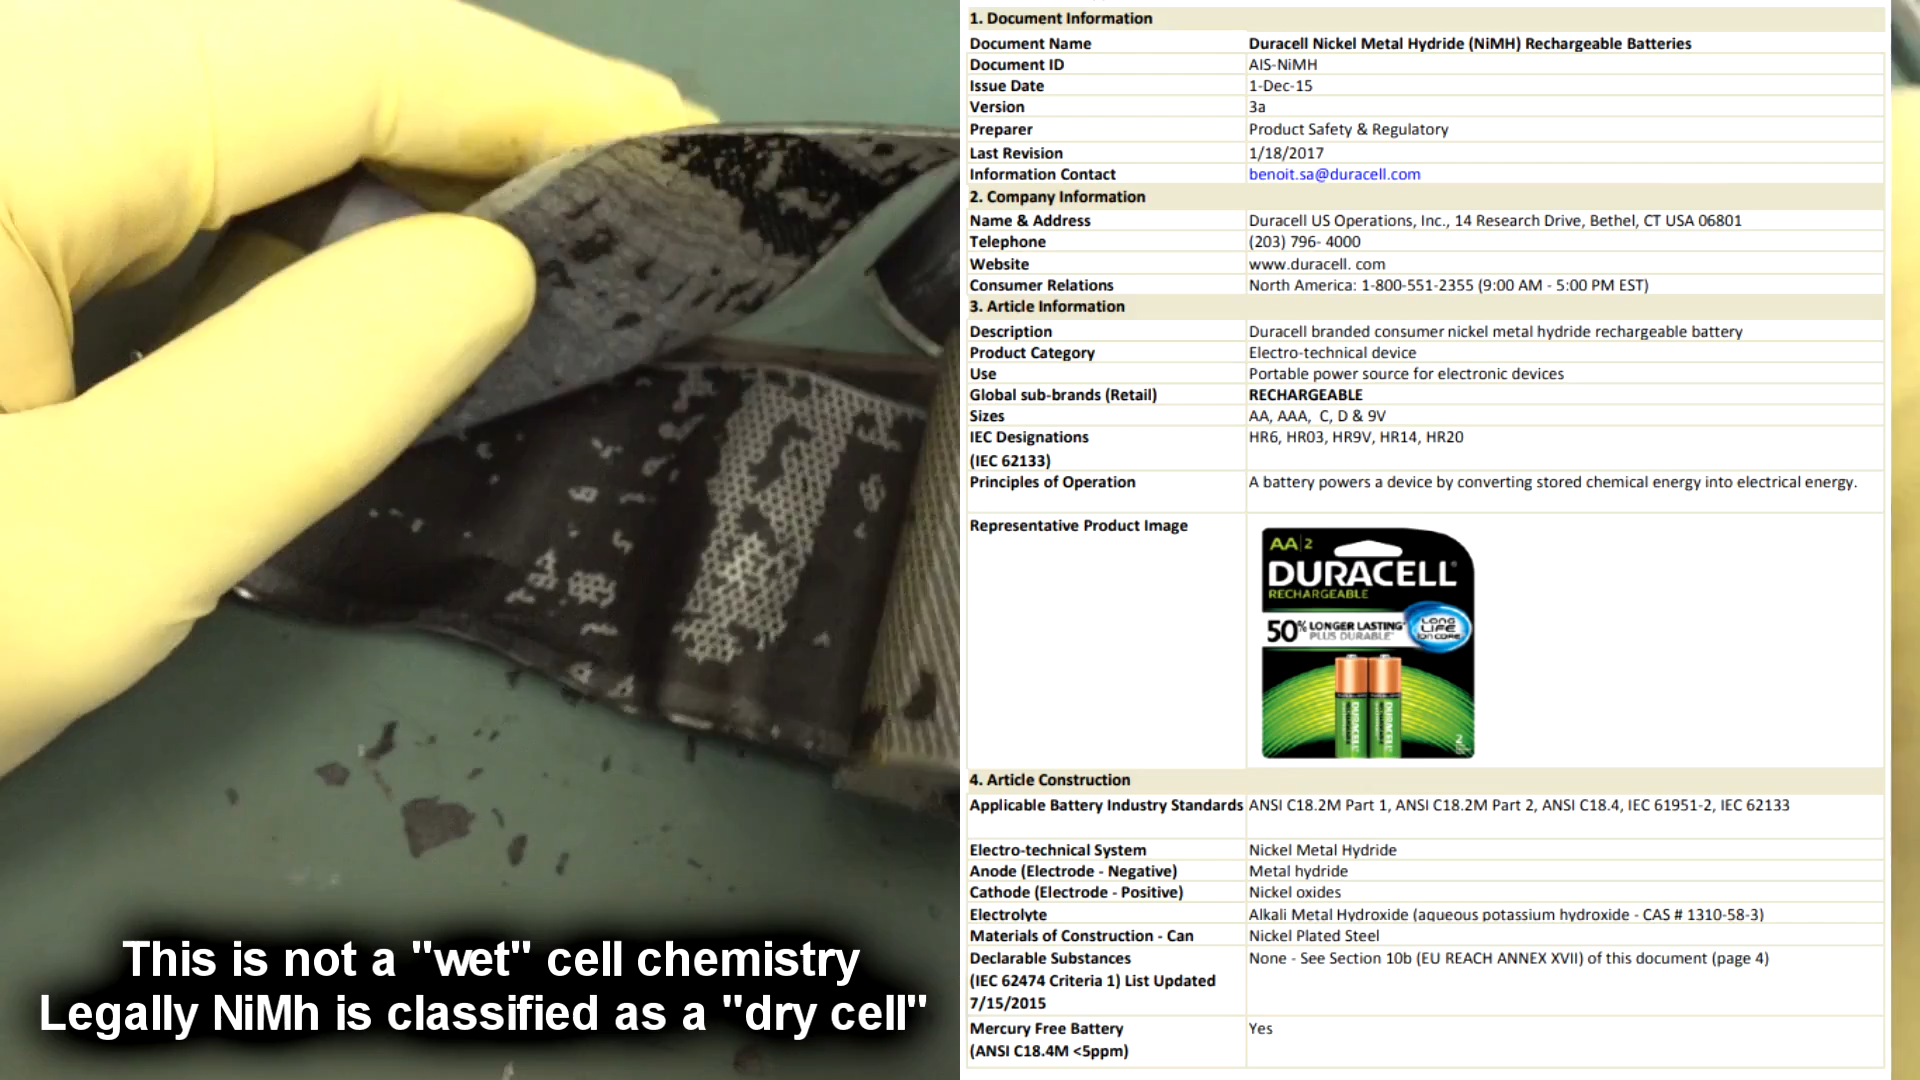 1. Document Information
Document Name Duracell Nickel Metal Hydride (NiMH) Rechargeable Batteries
Document ID AIS-NiMH
Issue Date 1-Dec-15
Version 3a
Preparer Product Safety & Regulatory
Last Revision 1/18/2017
Information Contact benoit.sa@duracell.com
2. Company Information
Name & Address Duracell US Operations, Inc., 14 Research Drive, Bethel, CT USA 06801
Telephone (203) 796- 4000
Website www.duracell. com
Consumer Relations North America: 1-800-551-2355 (9:00 AM - 5:00 PM EST)
3. Article Information
Description Duracell branded consumer nickel metal hydride rechargeable battery
Product Category Electro-technical device
Use Portable power source for electronic devices
Global sub-brands (Retail) RECHARGEABLE
Sizes AA, AAA, C, D & 9V
IEC Designations HR6, HR03, HR9V, HR14, HR20
(IEC 62133)
Principles of Operation A battery powers a device by converting stored chemical energy into electrical energy.
Representative Product Image
AA 2
DURACELL
RECHARGEABLE
50% LONGER LASTING
PLUS DURABLE
LONG
LIFE
ION CORE
DURACELL DURACELL
2
4. Article Construction
Applicable Battery Industry Standards ANSI C18.2M Part 1, ANSI C18.2M Part 2, ANSI C18.4, IEC 61951-2, IEC 62133
Electro-technical System Nickel Metal Hydride
Anode (Electrode - Negative) Metal hydride
Cathode (Electrode - Positive) Nickel oxides
Electrolyte Alkali Metal Hydroxide (aqueous potassium hydroxide - CAS # 1310-58-3)
Materials of Construction - Can Nickel Plated Steel
Declarable Substances None - See Section 10b (EU REACH ANNEX XVII) of this document (page 4)
(IEC 62474 Criteria 1) List Updated
7/15/2015
Mercury Free Battery Yes
(ANSI C18.4M <5ppm)
This is not a "wet" cell chemistry
Legally NiMh is classified as a "dry cell"